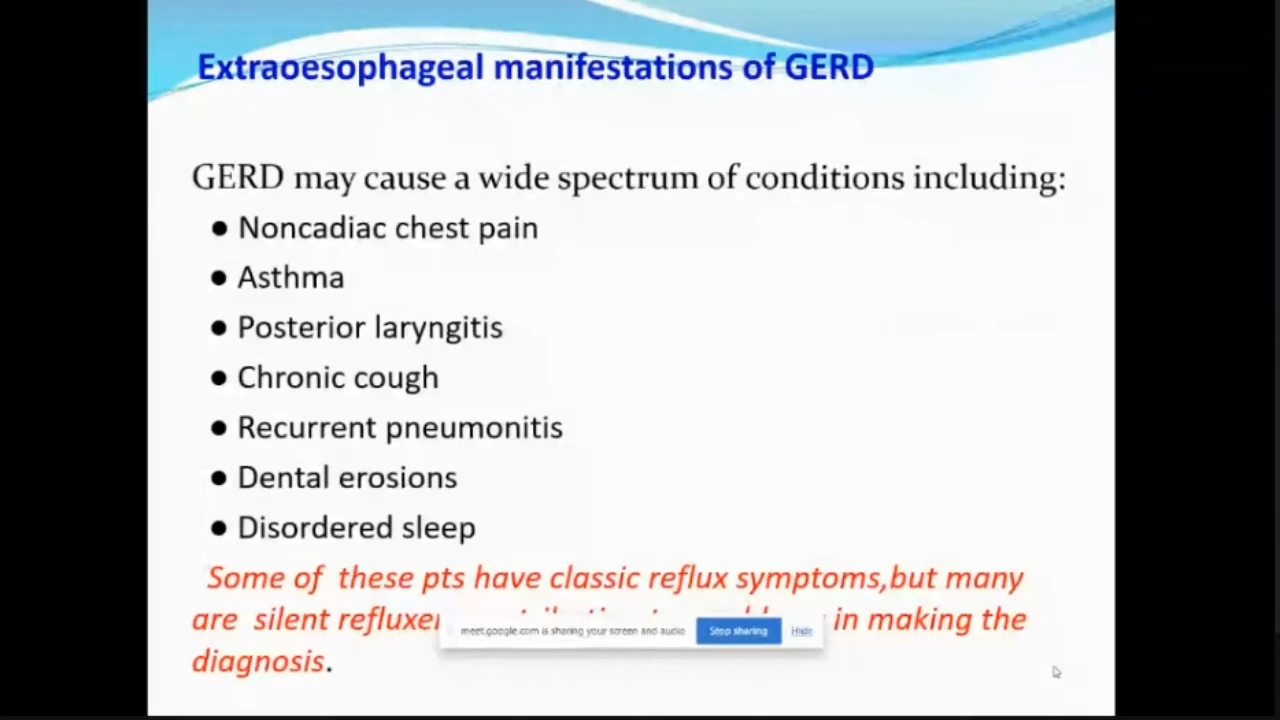 Extraoesophageal manifestations of GERD
GERD may cause a wide spectrum of conditions including:
● Noncadiac chest pain
● Asthma
● Posterior laryngitis
● Chronic cough
● Recurrent pneumonitis
● Dental erosions
● Disordered sleep
Some of these pts have classic reflux symptoms,but many
are silent in making the
meet.google.com is sharing your screen and audio Stop sharing Hide
diagnosis.